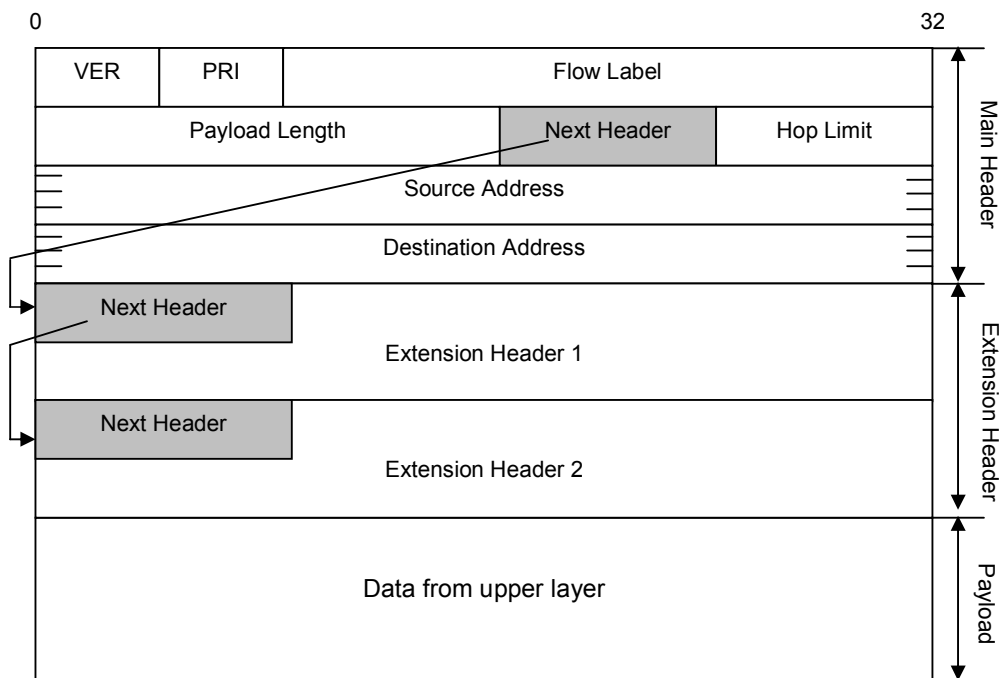 0 32
VER PRI Flow Label
Payload Length Next Header Hop Limit
Source Address
Destination Address
Main Header
Next Header
Extension Header 1
Next Header
Extension Header 2
Extension Header
Data from upper layer
Payload